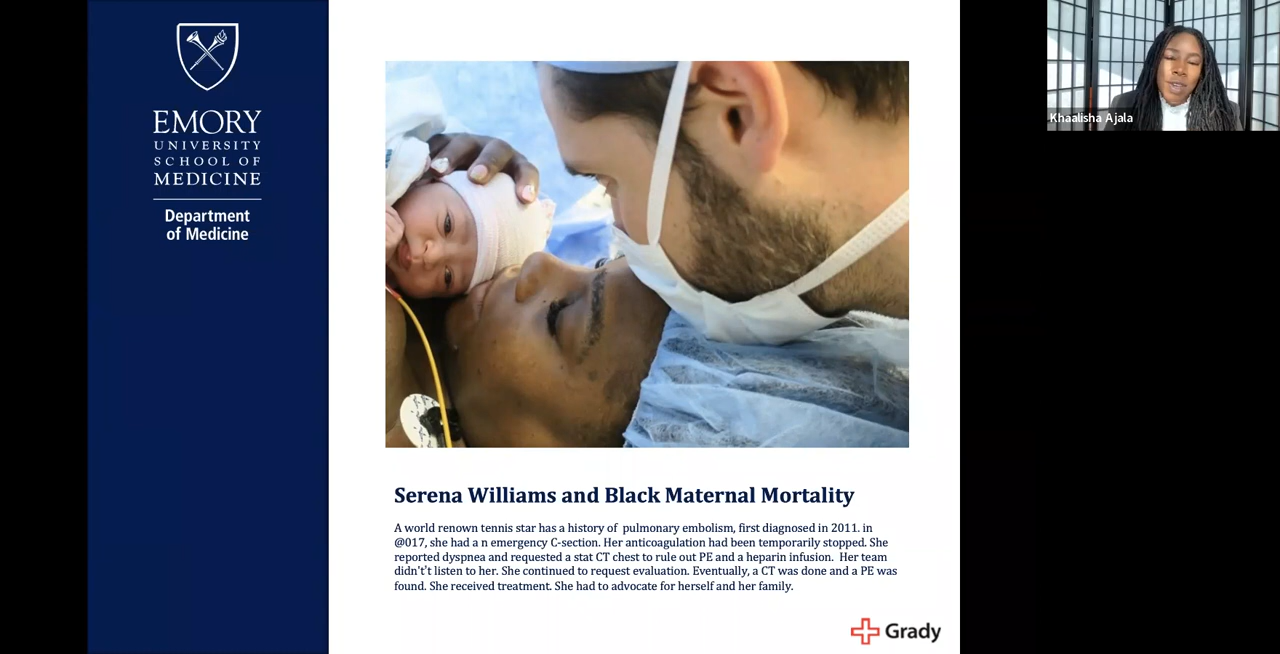 EMORY
UNIVERSITY
SCHOOL OF
MEDICINE
Department
of Medicine
Khaalisha Ajala
Serena Williams and Black Maternal Mortality
A world renown tennis star has a history of  pulmonary embolism, first diagnosed in 2011. in
@017, she had a n emergency C-section. Her anticoagulation had been temporarily stopped. She
reported dyspnea and requested a stat CT chest to rule out PE and a heparin infusion.  Her team
didn't't listen to her. She continued to request evaluation. Eventually, a CT was done and a PE was
found. She received treatment. She had to advocate for herself and her family.
Grady